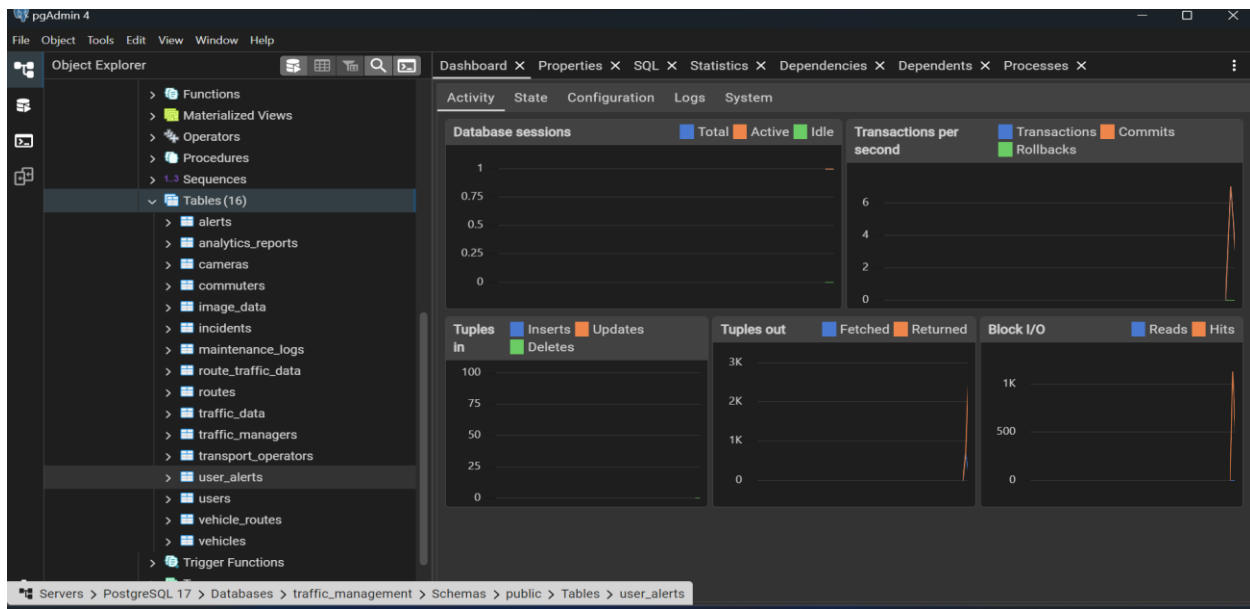 pgAdmin 4
File Object Tools Edit View Window Help
Object Explorer
Functions
Materialized Views
Operators
Procedures
1..3 Sequences
Tables (16)
alerts
analytics_reports
cameras
commuters
image_data
incidents
maintenance_logs
route_traffic_data
routes
traffic_data
traffic_managers
transport_operators
user_alerts
users
vehicle_routes
vehicles
Trigger Functions
Dashboard Properties SQL Statistics Dependencies Dependents Processes
Activity State Configuration Logs System
Database sessions Total Active Idle
1
0.75
0.5
0.25
0
Transactions per second Transactions Commits Rollbacks
6
4
2
0
Tuples in Inserts Updates Deletes
100
75
50
25
0
Tuples out Fetched Returned
3K
2K
1K
0
Block I/O Reads Hits
1K
500
0
Servers > PostgreSQL 17 > Databases > traffic_management > Schemas > public > Tables > user_alerts